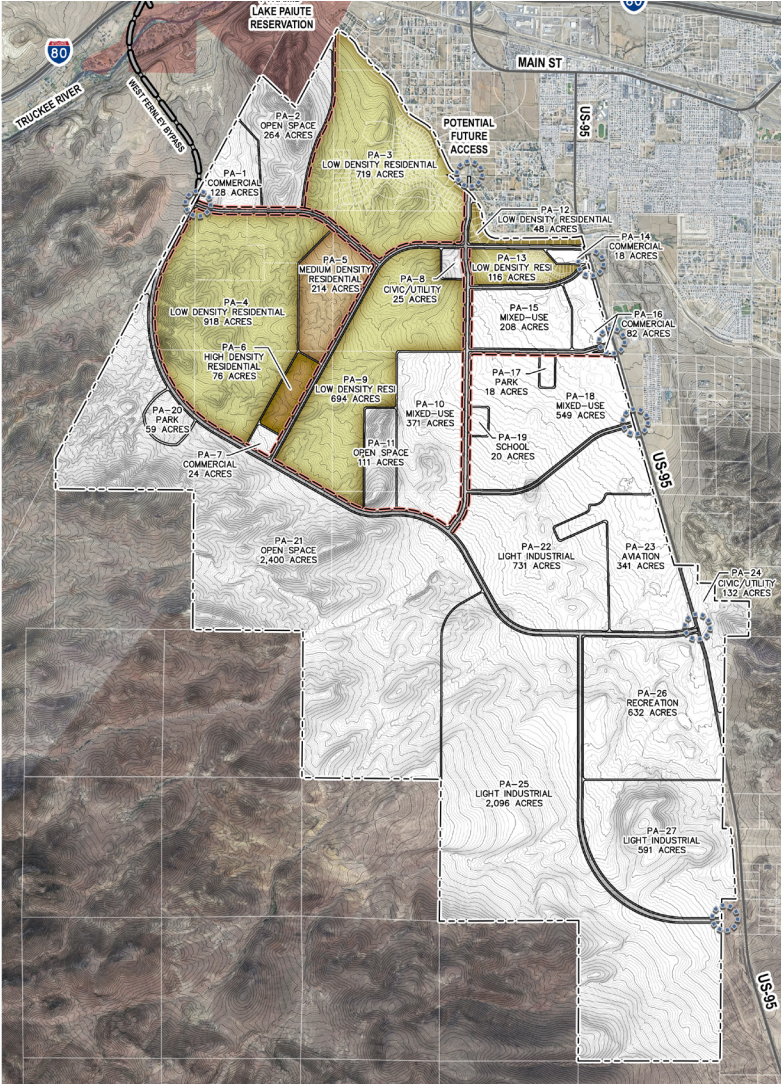 LAKE PAIUTE
RESERVATION
80
80
MAIN ST
TRUCKEE RIVER
WEST FERNLEY BYPASS
US-95
POTENTIAL
FUTURE
ACCESS
PA-2
OPEN SPACE
264 ACRES
PA-3
LOW DENSITY RESIDENTIAL
719 ACRES
PA-1
COMMERCIAL
128 ACRES
PA-12
LOW DENSITY RESIDENTIAL
48 ACRES
PA-14
COMMERCIAL
18 ACRES
PA-5
MEDIUM DENSITY
RESIDENTIAL
214 ACRES
PA-8
CIVIC/UTILITY
25 ACRES
PA-13
LOW DENSITY RESI
116 ACRES
PA-4
LOW DENSITY RESIDENTIAL
918 ACRES
PA-15
MIXED-USE
208 ACRES
PA-16
COMMERCIAL
82 ACRES
PA-6
HIGH DENSITY
RESIDENTIAL
76 ACRES
PA-9
LOW DENSITY RESI
694 ACRES
PA-10
MIXED-USE
371 ACRES
PA-17
PARK
18 ACRES
PA-18
MIXED-USE
549 ACRES
PA-20
PARK
59 ACRES
PA-7
COMMERCIAL
24 ACRES
PA-11
OPEN SPACE
111 ACRES
PA-19
SCHOOL
20 ACRES
US-95
PA-21
OPEN SPACE
2,400 ACRES
PA-22
LIGHT INDUSTRIAL
731 ACRES
PA-23
AVIATION
341 ACRES
PA-24
CIVIC/UTILITY
132 ACRES
PA-26
RECREATION
632 ACRES
PA-25
LIGHT INDUSTRIAL
2,096 ACRES
PA-27
LIGHT INDUSTRIAL
591 ACRES
US-95